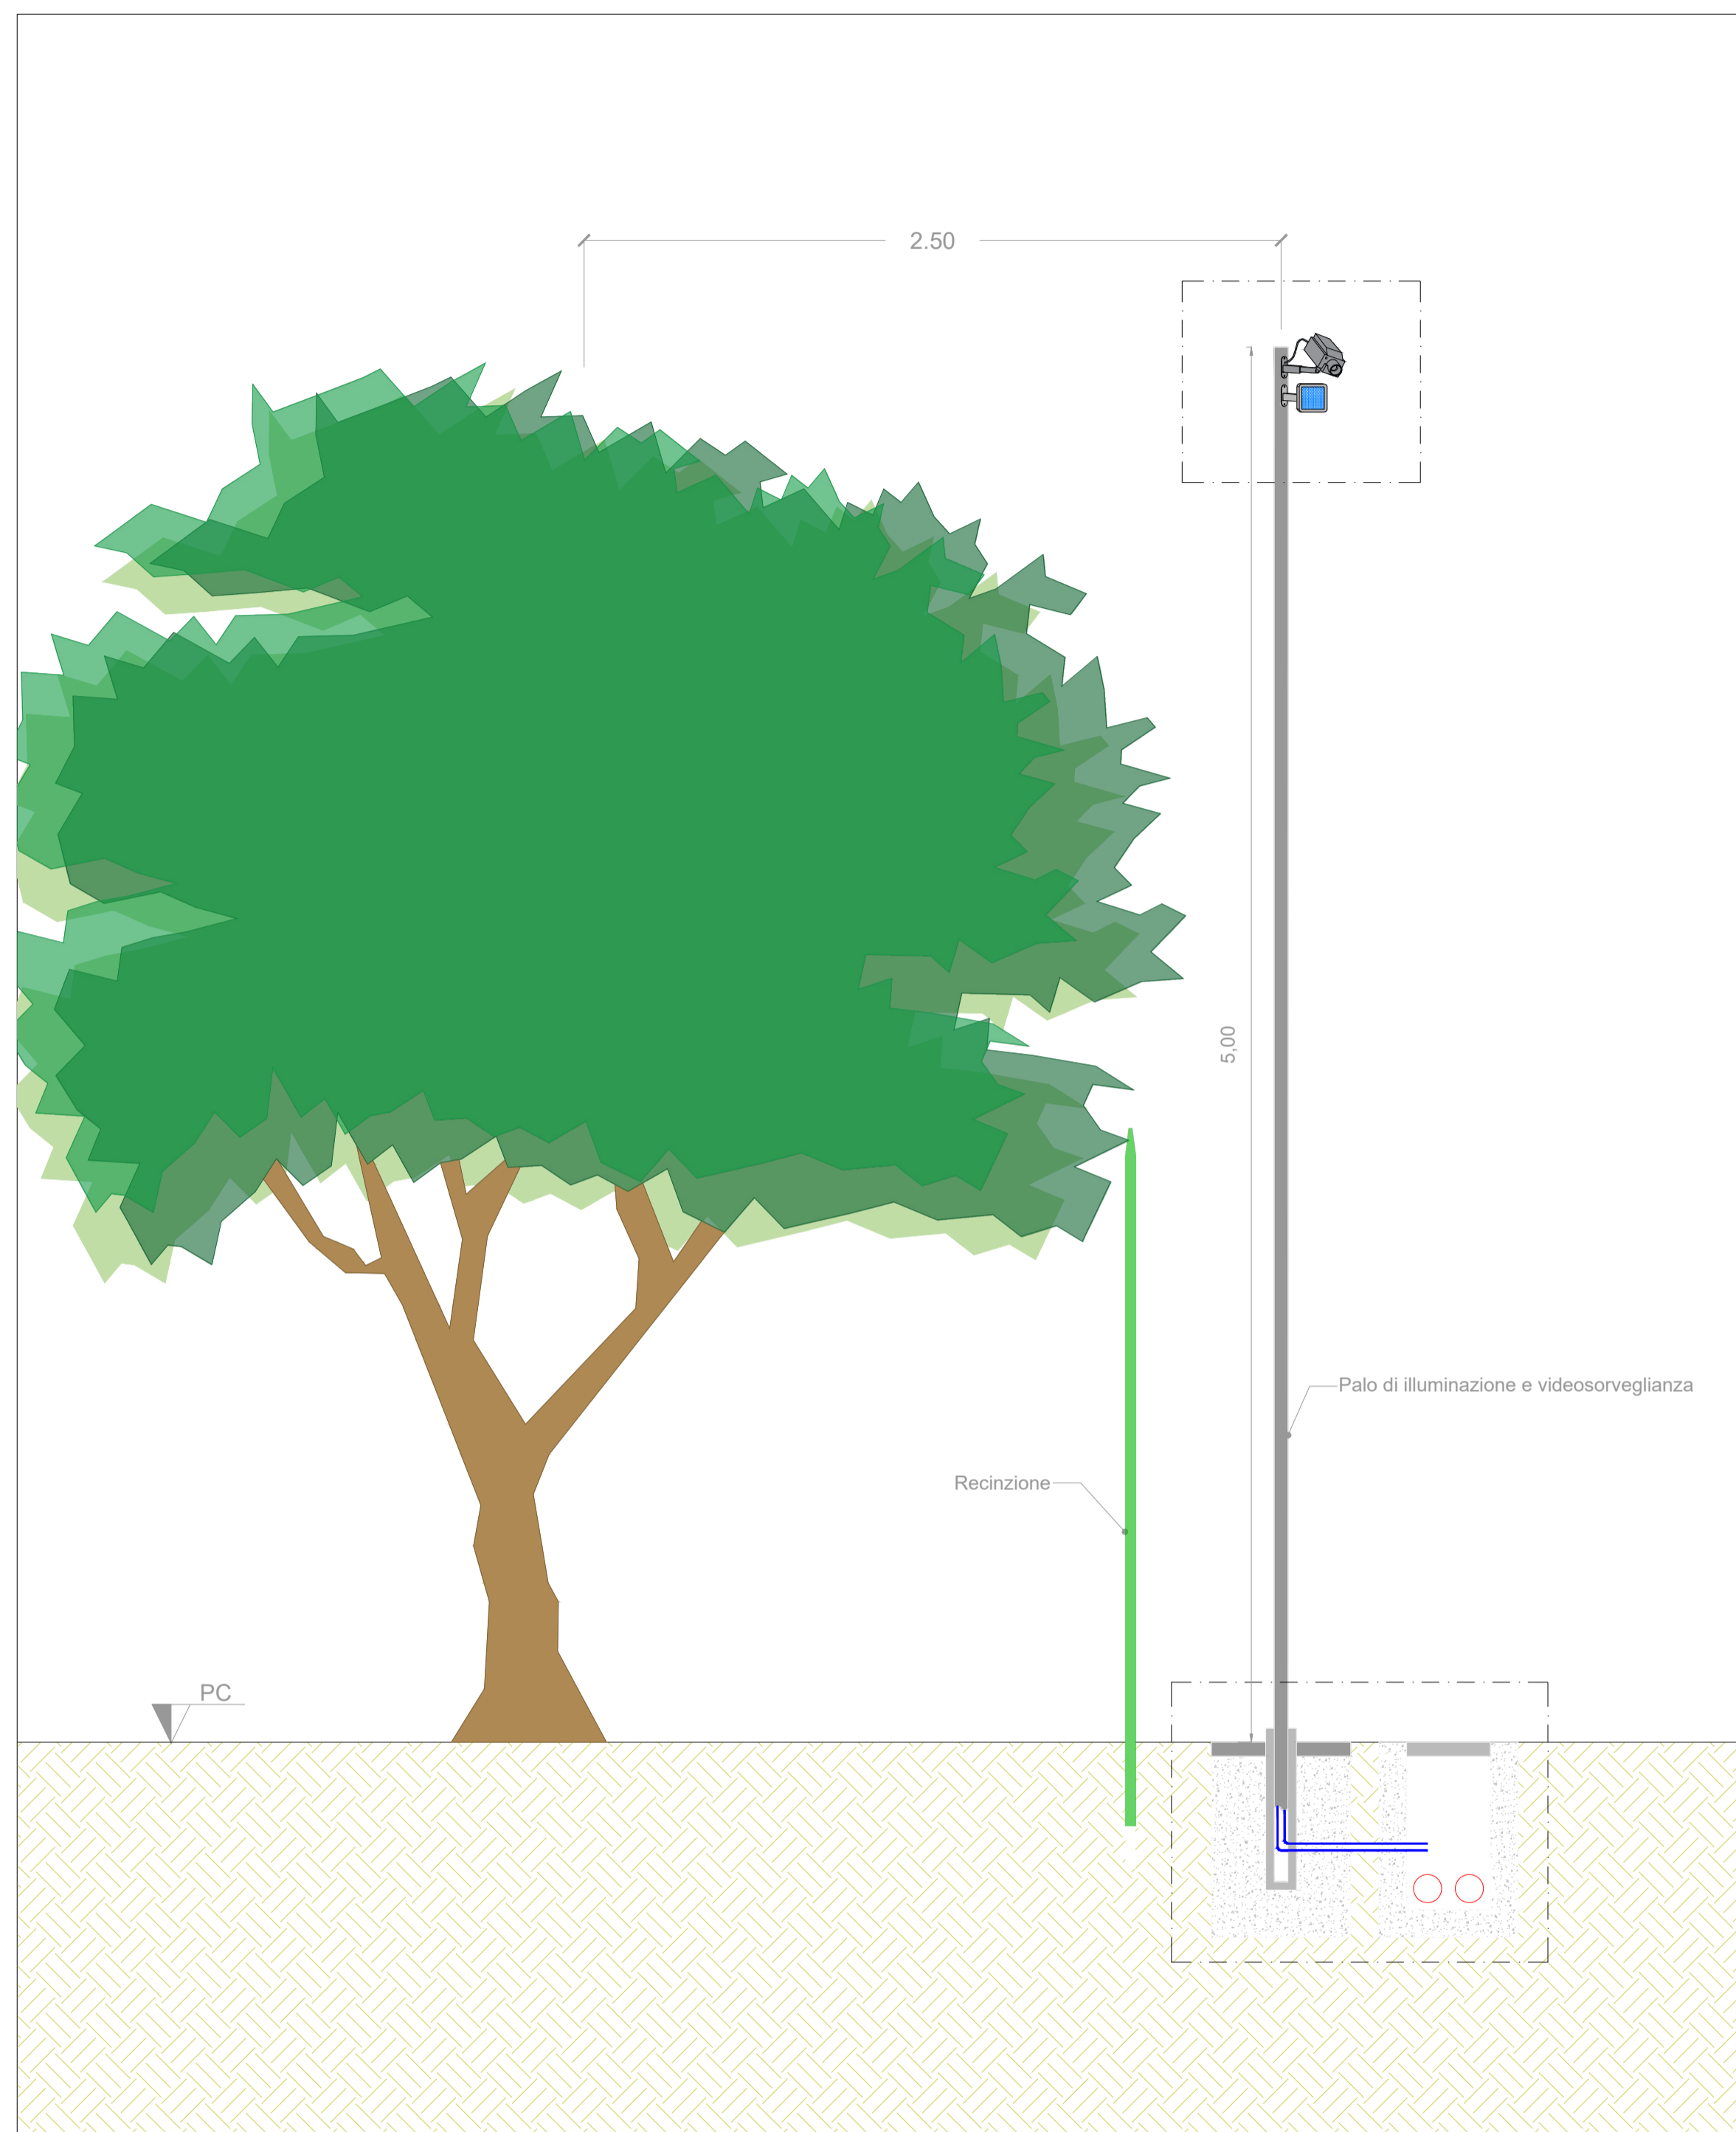 2.50
5,00
Palo di illuminazione e videosorveglianza
Recinzione
PC